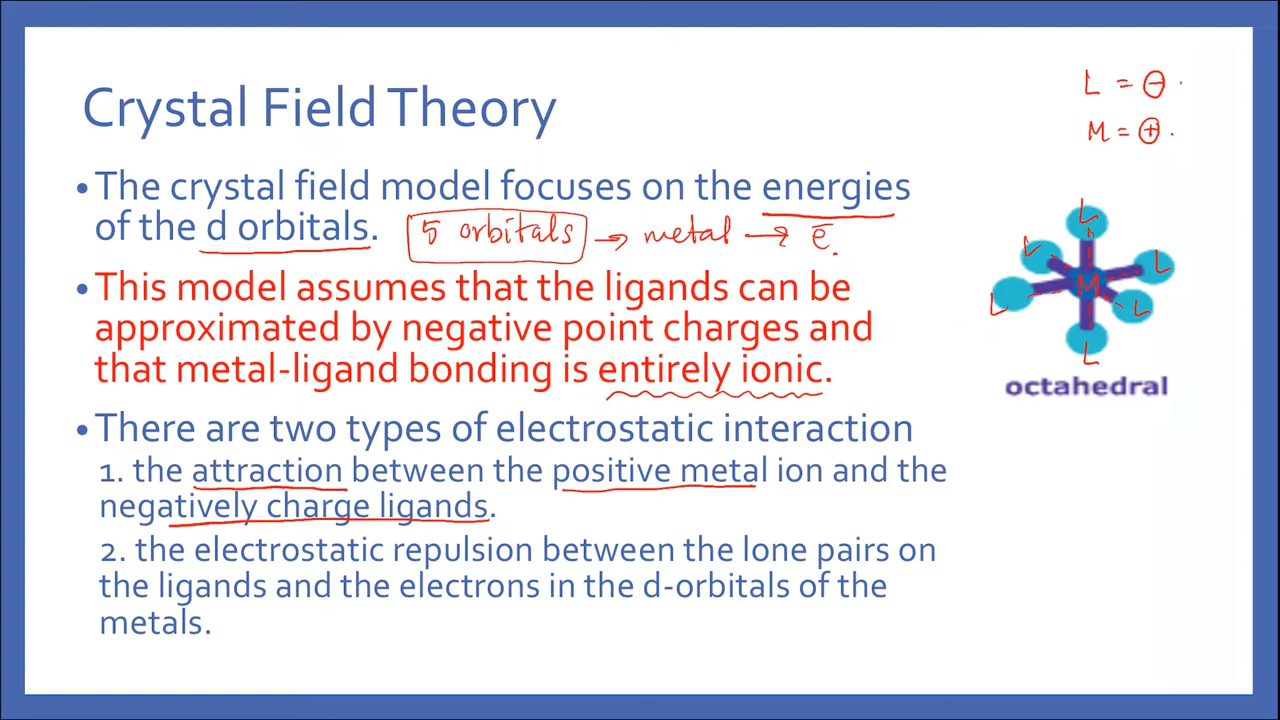 Crystal Field Theory
L = ⊖
M = ⊕
• The crystal field model focuses on the energies
of the d orbitals. 5 orbitals → metal → ē
• This model assumes that the ligands can be
approximated by negative point charges and
that metal-ligand bonding is entirely ionic.
• There are two types of electrostatic interaction
1. the attraction between the positive metal ion and the
negatively charge ligands.
2. the electrostatic repulsion between the lone pairs on
the ligands and the electrons in the d-orbitals of the
metals.
L
L
L
M
L
L
L
octahedral